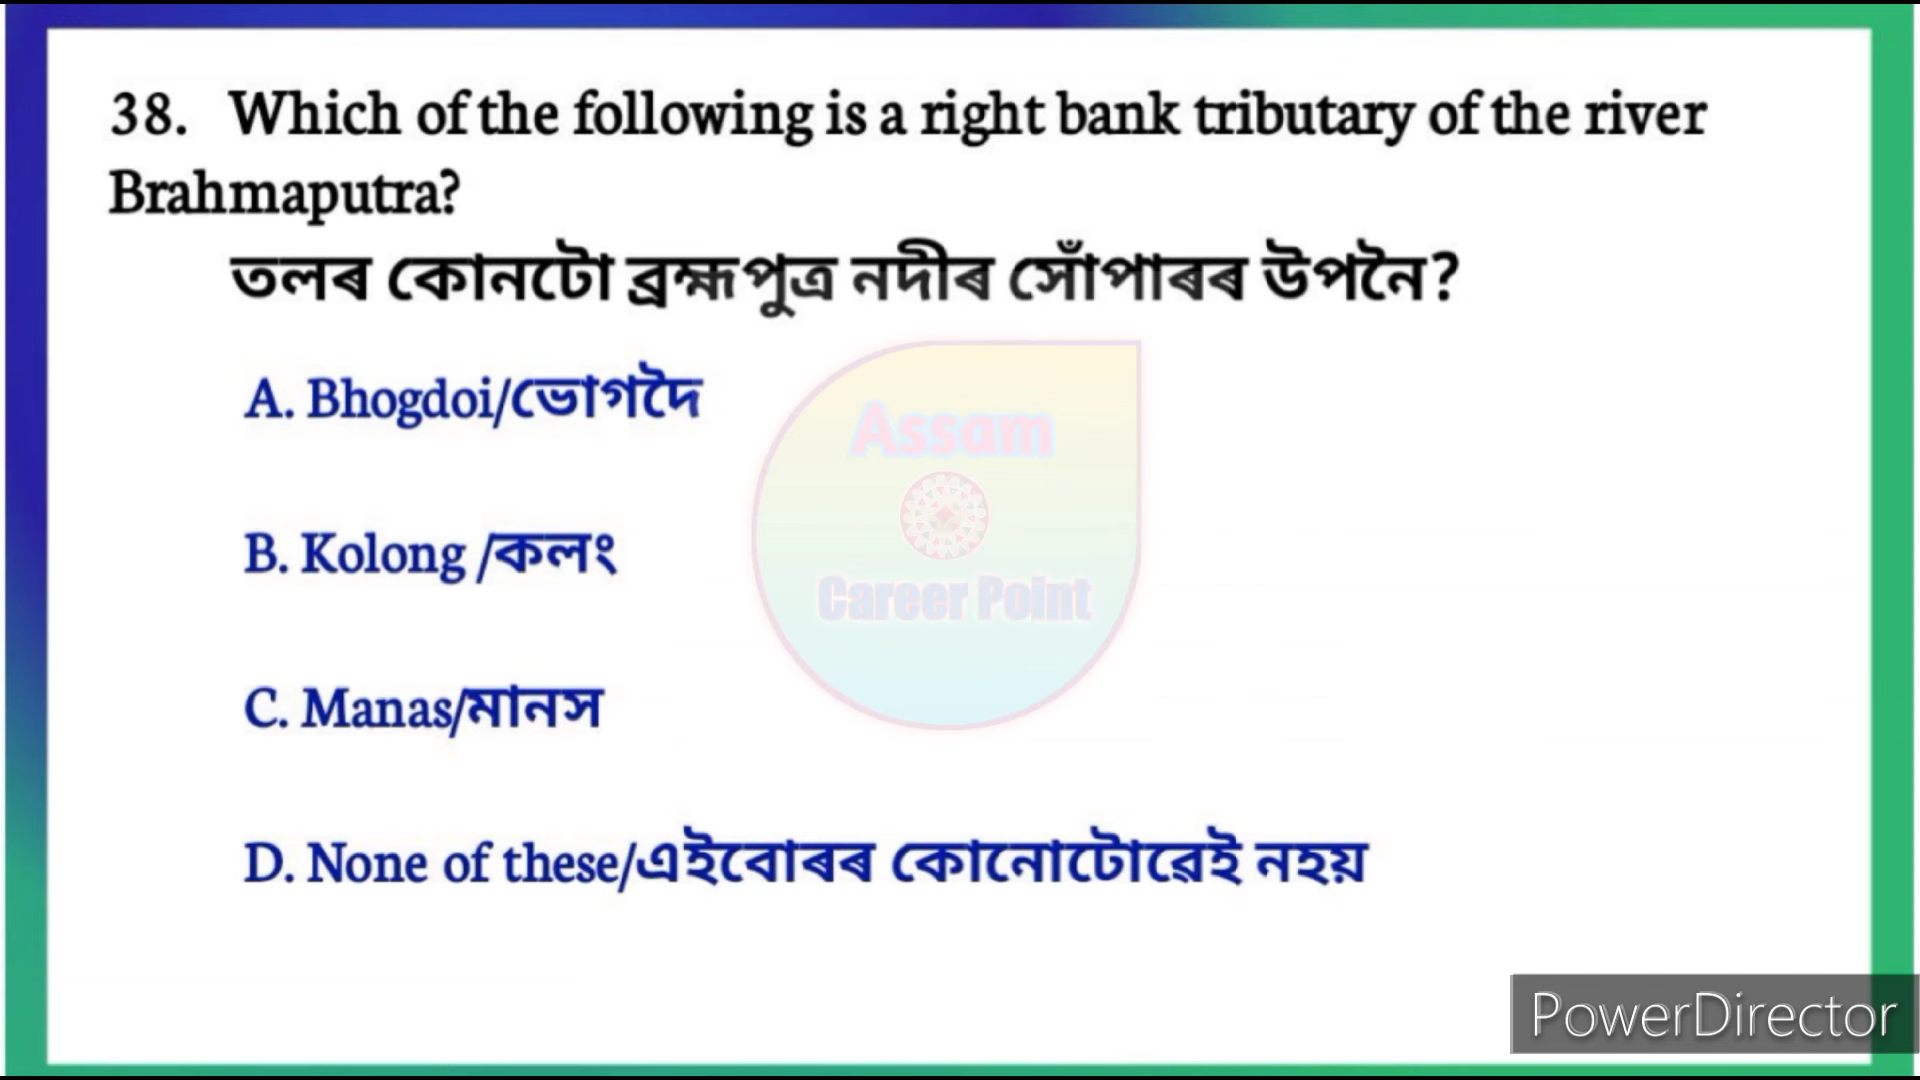 38. Which of the following is a right bank tributary of the river
Brahmaputra?
তলৰ কোনটো ব্ৰহ্মপুত্ৰ নদীৰ সোঁপাৰৰ উপনৈ?
A. Bhogdoi/ভোগদৈ
Assam
B. Kolong /কলং
Career Point
C. Manas/মানস
D. None of these/এইবোৰৰ কোনোটোৱেই নহয়
PowerDirector